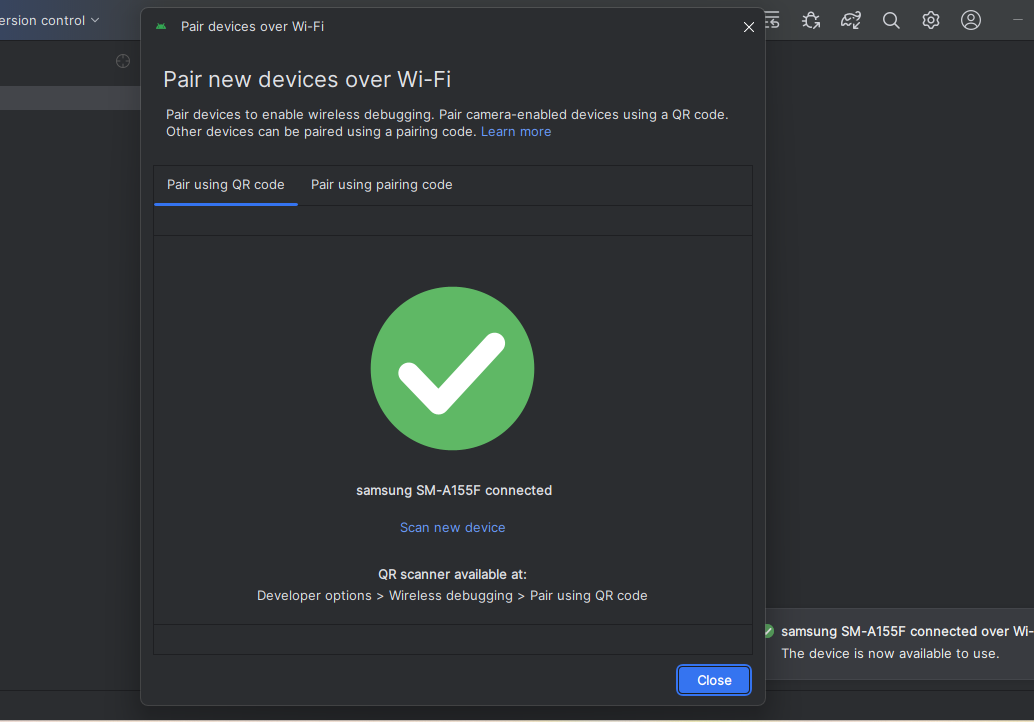 ersion control
Pair devices over Wi-Fi
Pair new devices over Wi-Fi
Pair devices to enable wireless debugging. Pair camera-enabled devices using a QR code.
Other devices can be paired using a pairing code. Learn more
Pair using QR code
Pair using pairing code
samsung SM-A155F connected
Scan new device
QR scanner available at:
Developer options > Wireless debugging > Pair using QR code
samsung SM-A155F connected over Wi-
The device is now available to use.
Close